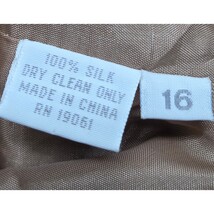 100% SILK
DRY CLEAN ONLY
MADE IN CHINA
RN 19061
16